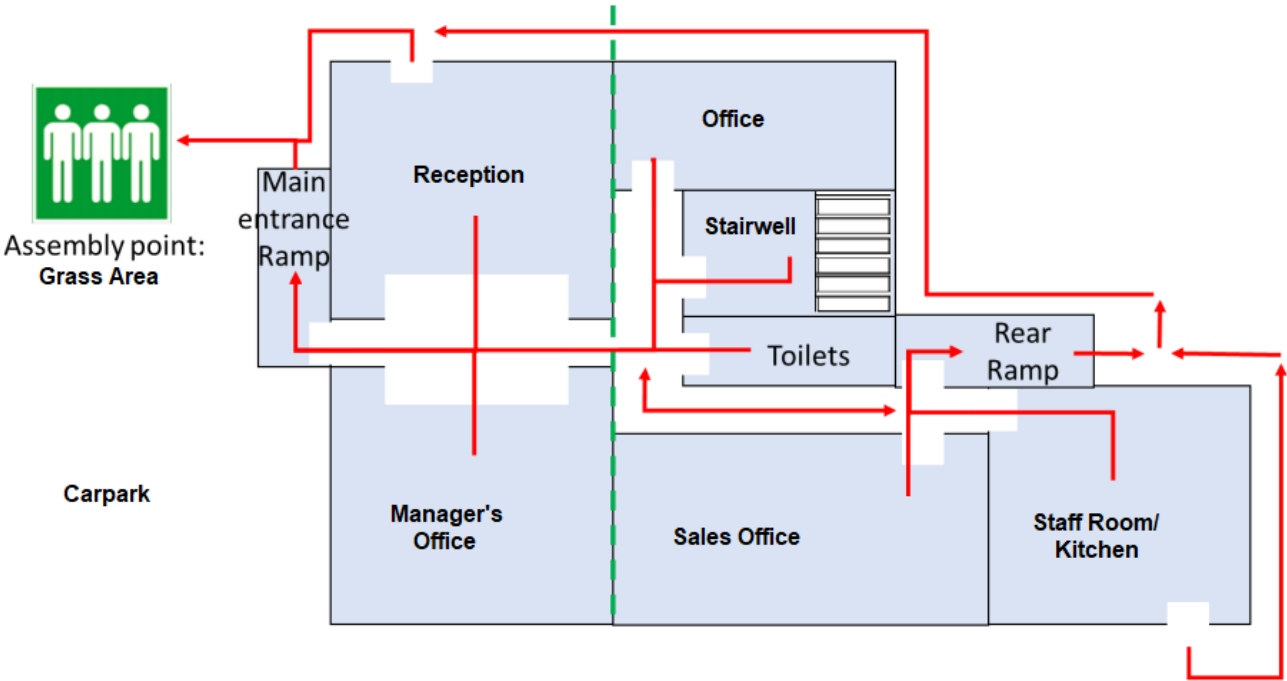 Office
Reception
Main
entrance
Ramp
Stairwell
Assembly point:
Grass Area
Toilets
Rear
Ramp
Carpark
Manager's
Office
Sales Office
Staff Room/
Kitchen